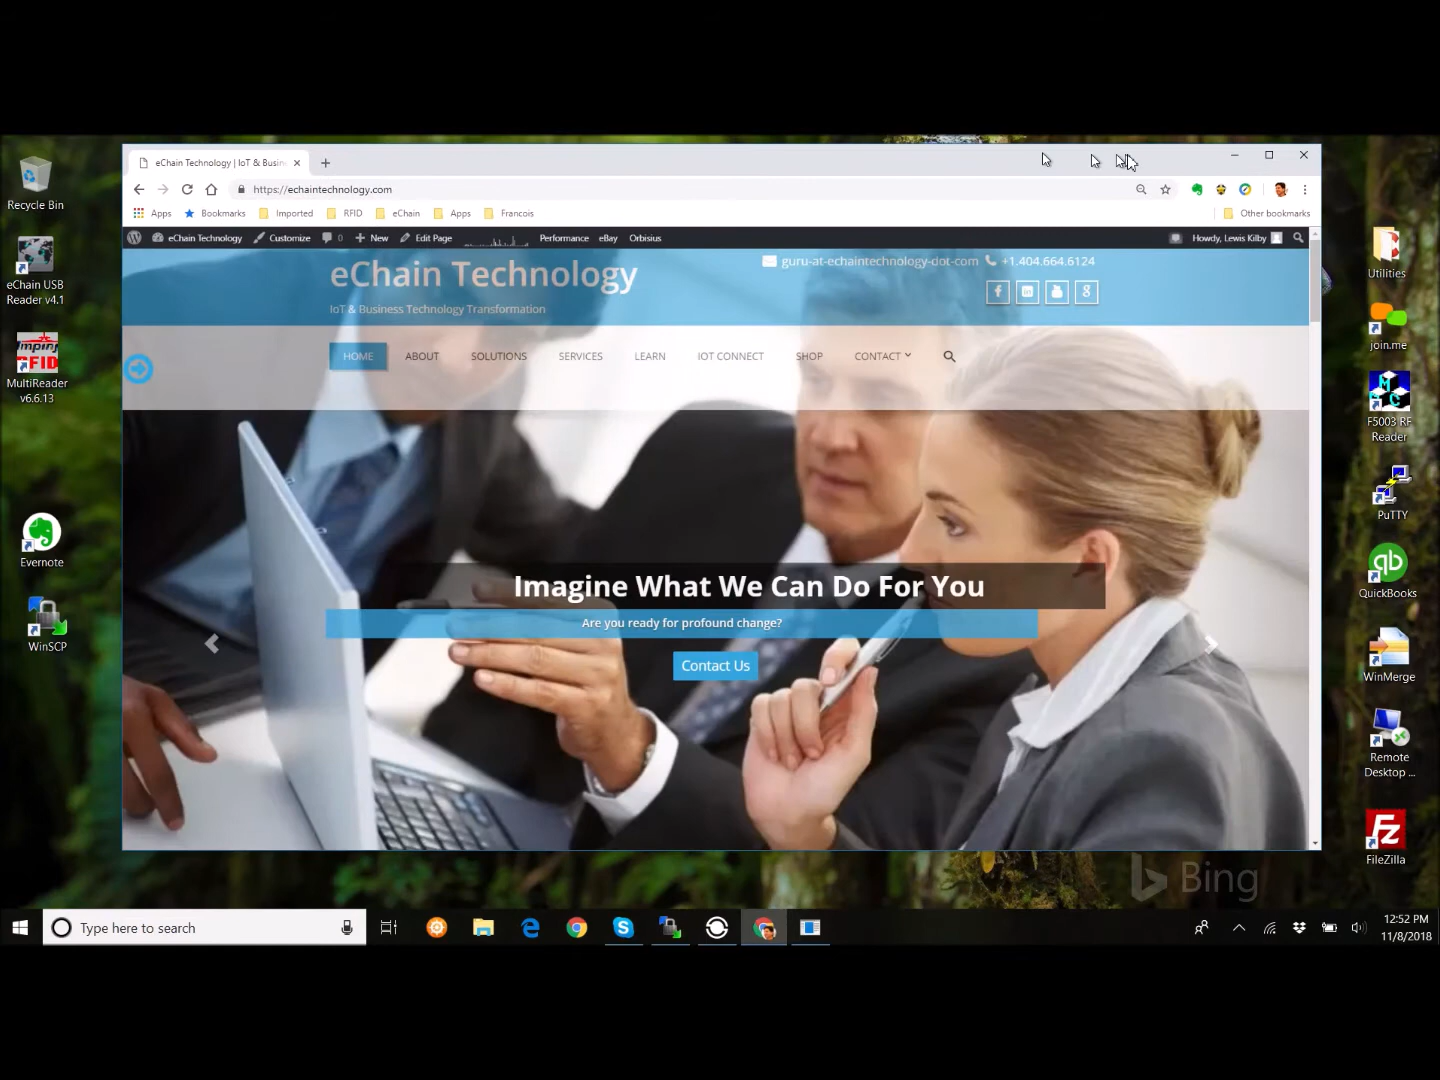 eChain Technology | IoT & Busin
https://echaintechnology.com
Apps Bookmarks Imported RFID eChain Apps Francois Other bookmarks
eChain Technology Customize 0 New Edit Page Performance eBay Orbisius Howdy, Lewis Kilby
eChain Technology
guru-at-echaintechnology-dot-com +1.404.664.6124
IoT & Business Technology Transformation
HOME ABOUT SOLUTIONS SERVICES LEARN IOT CONNECT SHOP CONTACT
Imagine What We Can Do For You
Are you ready for profound change?
Contact Us
Recycle Bin
eChain USB
Reader v4.1
MultiReader
v6.6.13
Evernote
WinSCP
Utilities
join.me
F5003 RF
Reader
PuTTY
qb
QuickBooks
WinMerge
Remote
Desktop ...
FZ
FileZilla
Bing
Type here to search
12:52 PM
11/8/2018